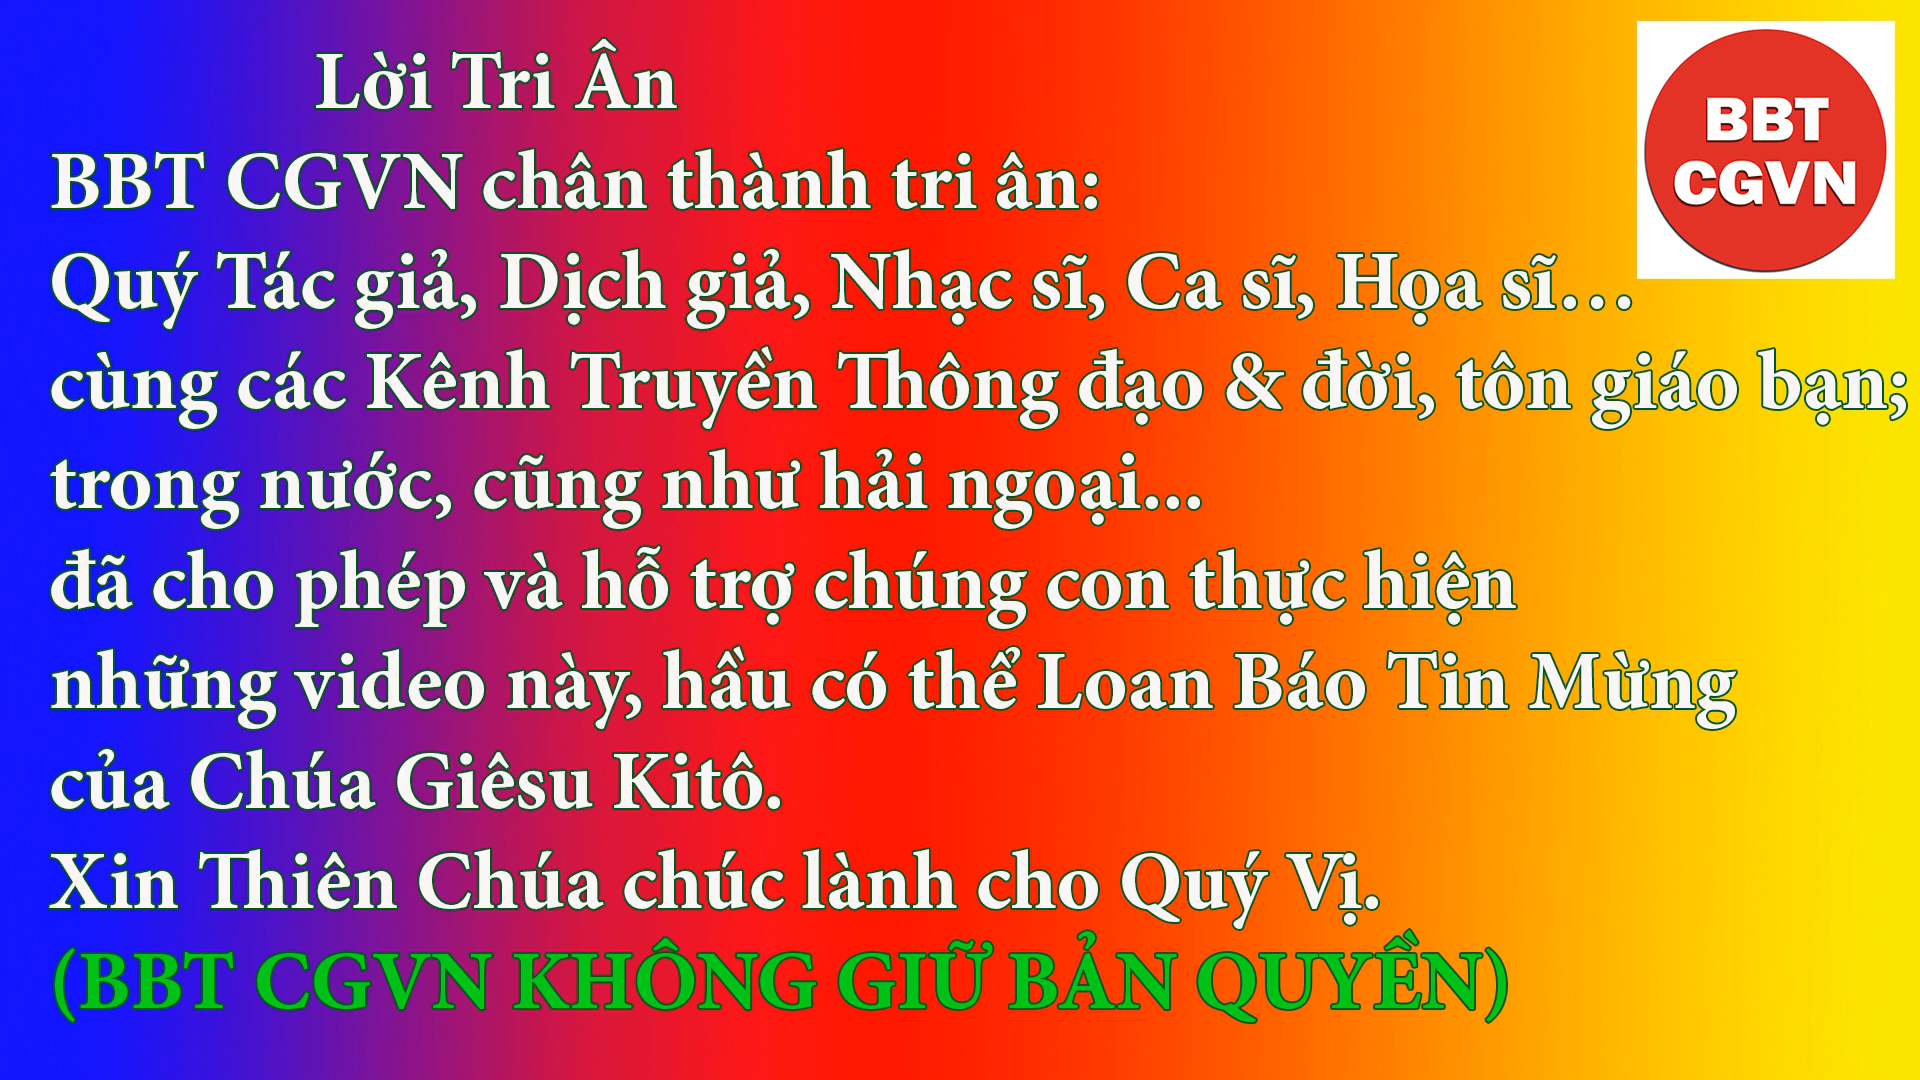 Lời Tri Ân
BBT CGVN chân thành tri ân:
Quý Tác giả, Dịch giả, Nhạc sĩ, Ca sĩ, Họa sĩ…
cùng các Kênh Truyền Thông đạo & đời, tôn giáo bạn;
trong nước, cũng như hải ngoại...
đã cho phép và hỗ trợ chúng con thực hiện
những video này, hầu có thể Loan Báo Tin Mừng
của Chúa Giêsu Kitô.
Xin Thiên Chúa chúc lành cho Quý Vị.
(BBT CGVN KHÔNG GIỮ BẢN QUYỀN)
BBT
CGVN